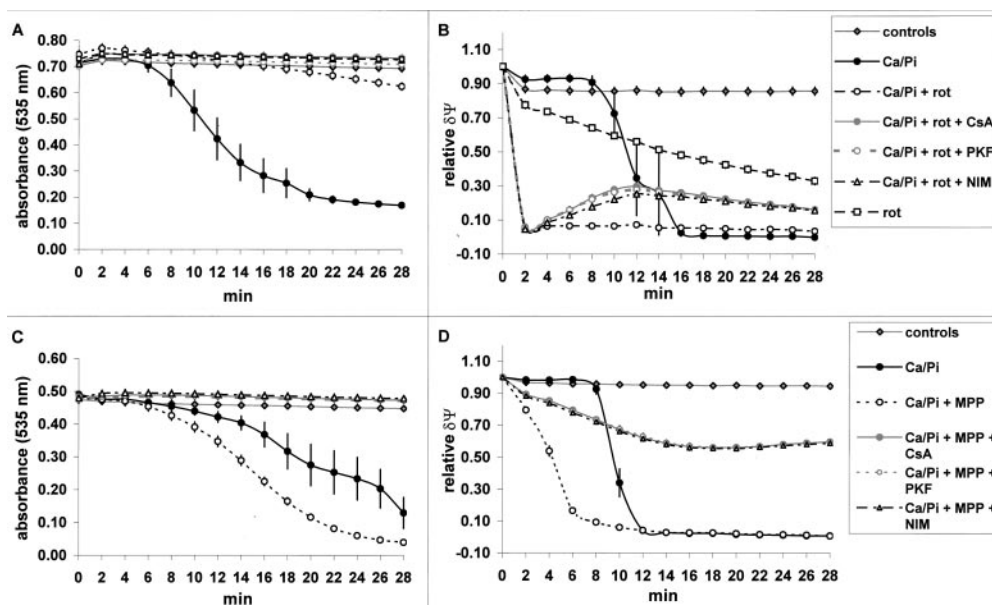 A
absorbance (535 nm)
0.80
0.70
0.60
0.50
0.40
0.30
0.20
0.10
0.00
0 2 4 6 8 10 12 14 16 18 20 22 24 26 28
min
B
relative δΨ
1.10
0.90
0.70
0.50
0.30
0.10
-0.10
0 2 4 6 8 10 12 14 16 18 20 22 24 26 28
min
controls
Ca/Pi
Ca/Pi + rot
Ca/Pi + rot + CsA
Ca/Pi + rot + PKF
Ca/Pi + rot + NIM
rot
C
absorbance (535 nm)
0.60
0.50
0.40
0.30
0.20
0.10
0.00
0 2 4 6 8 10 12 14 16 18 20 22 24 26 28
min
D
relative δΨ
1.10
0.90
0.70
0.50
0.30
0.10
-0.10
0 2 4 6 8 10 12 14 16 18 20 22 24 26 28
min
controls
Ca/Pi
Ca/Pi + MPP
Ca/Pi + MPP +
CsA
Ca/Pi + MPP +
PKF
Ca/Pi + MPP +
NIM